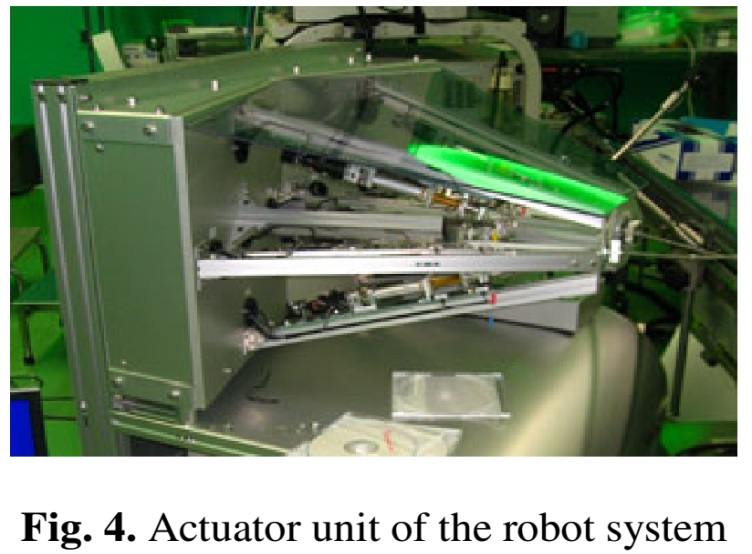 Fig. 4. Actuator unit of the robot system